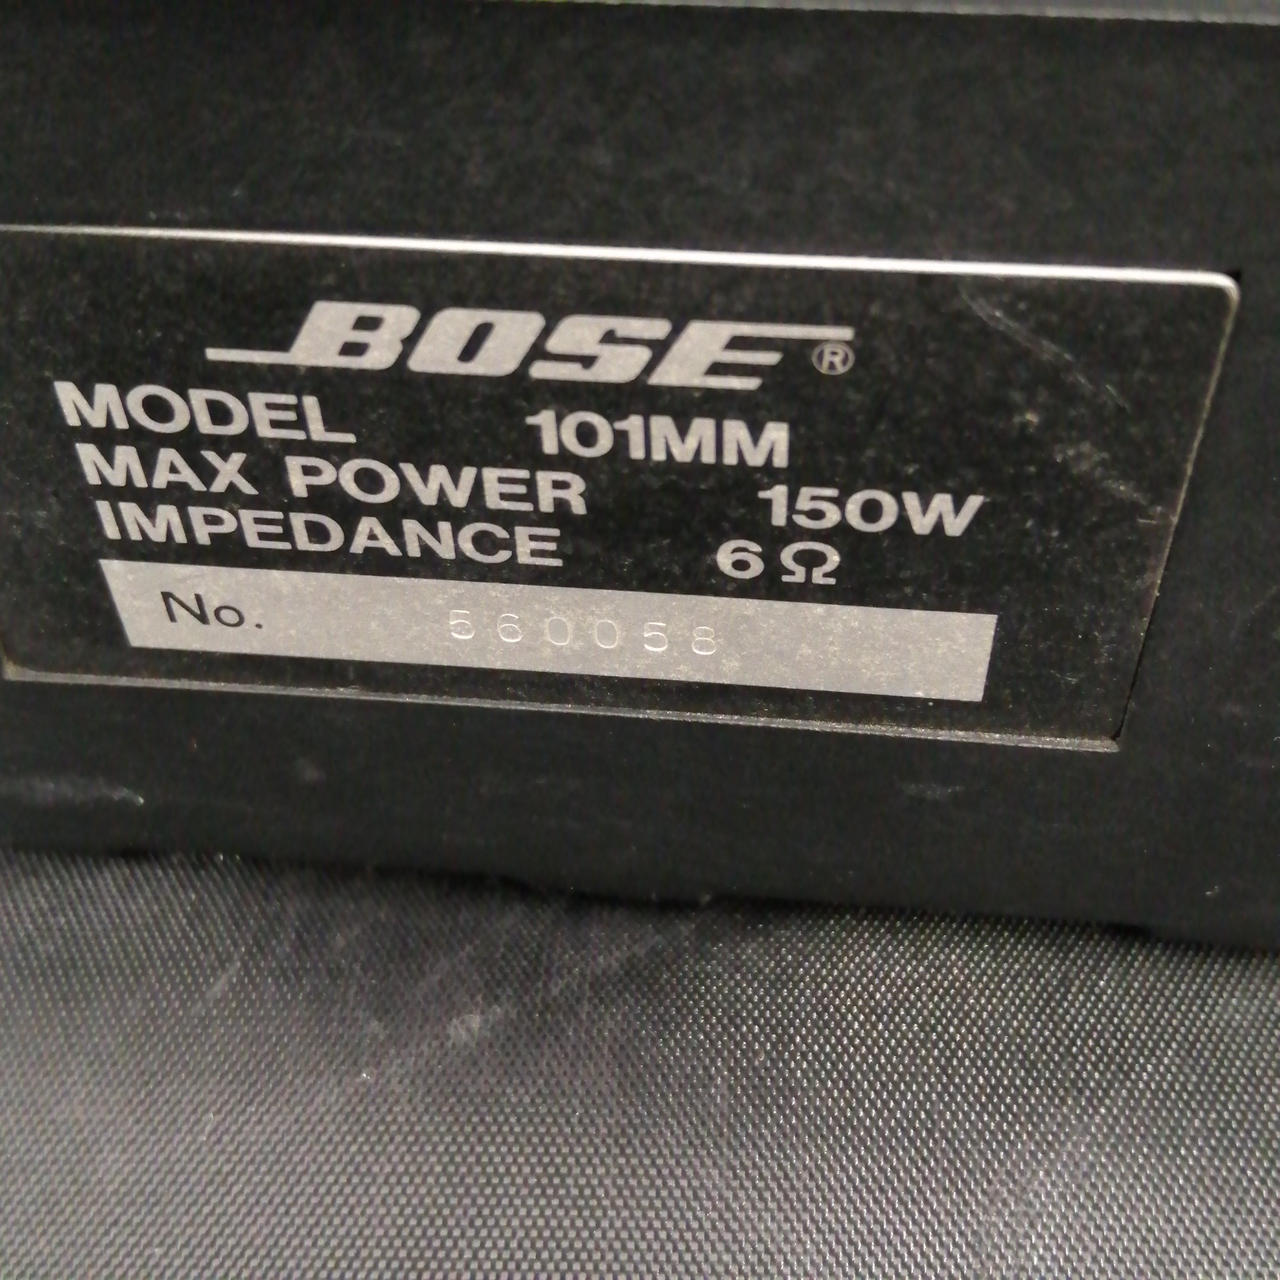 BOSE®
MODEL 101MM
MAX POWER 150W
IMPEDANCE 6Ω
No. 560058